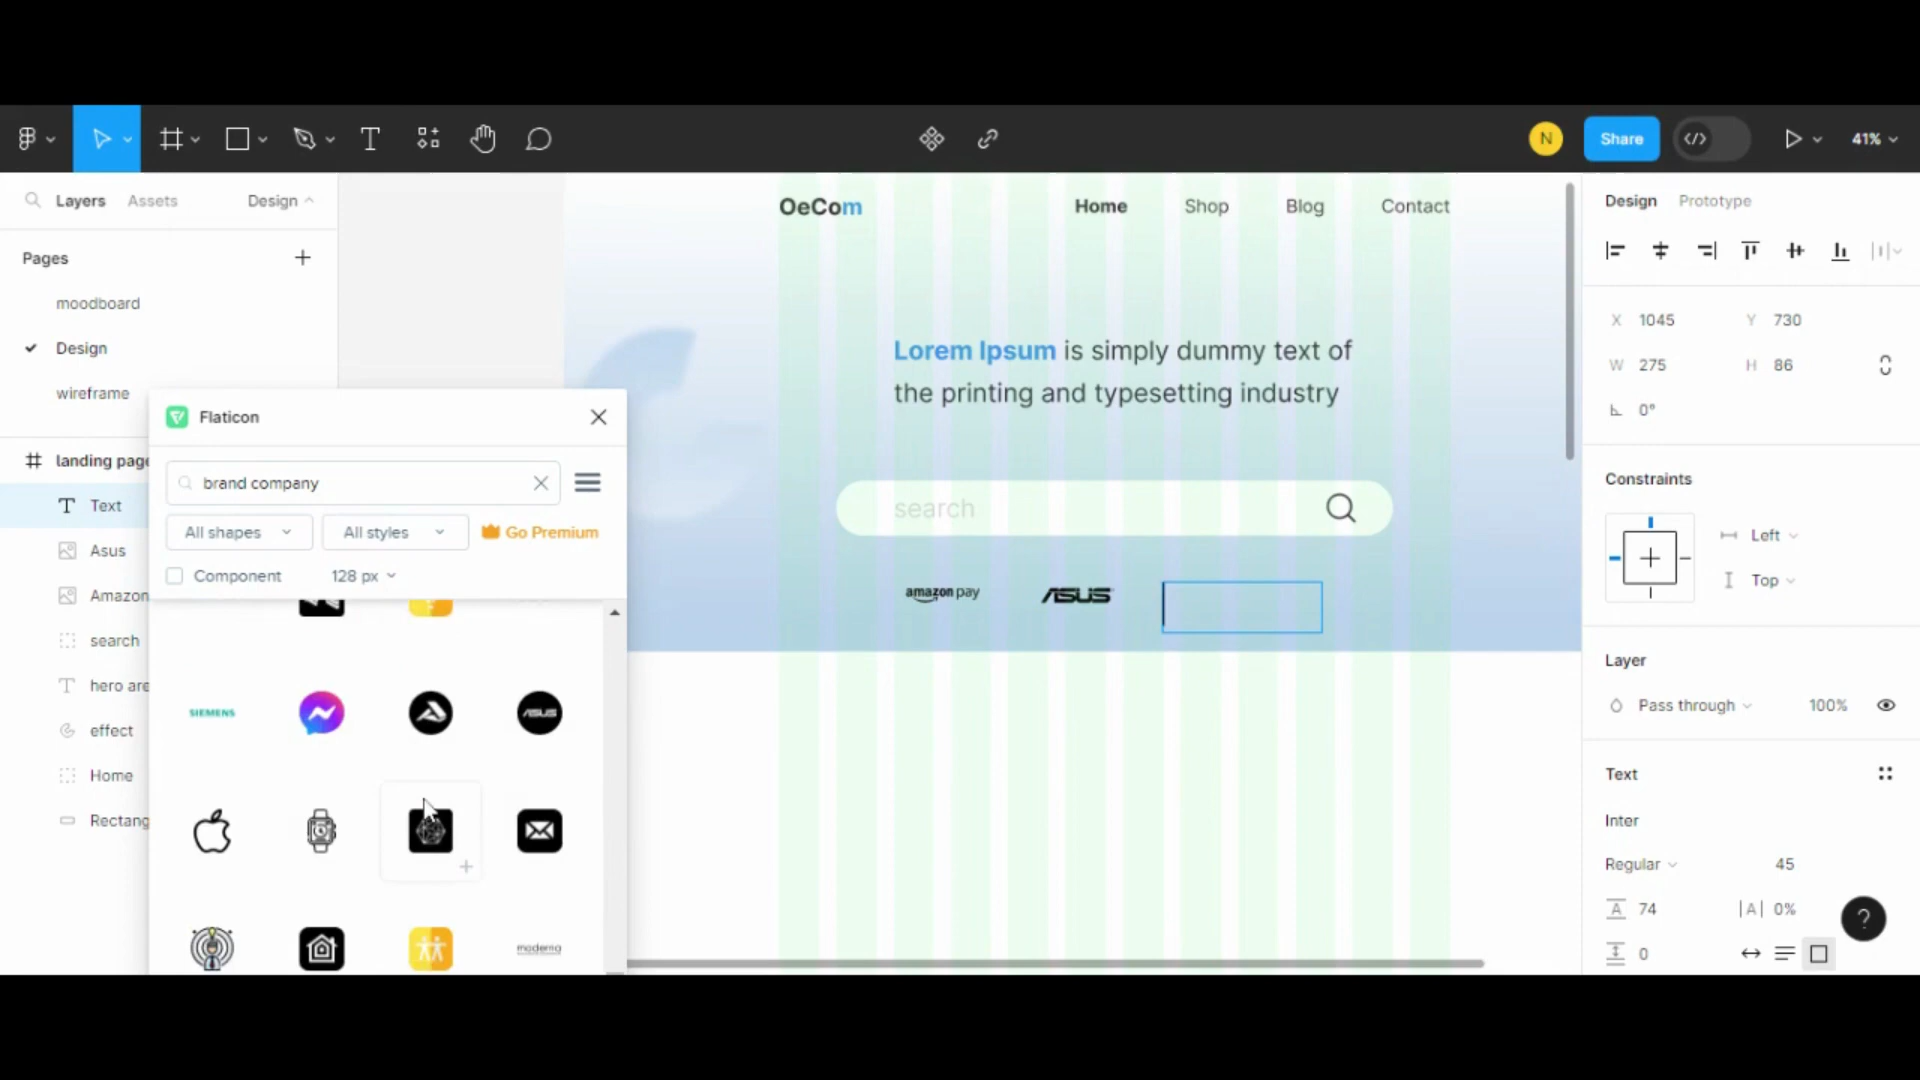 N
Share
41%
Layers
Assets
Design
Pages
moodboard
Design
wireframe
landing page
Text
Asus
Amazon
search
hero are
effect
Home
Rectang
Flaticon
brand company
All shapes
All styles
Go Premium
Component
128 px
SIEMENS
ASUS
moderna
OeCom
Home
Shop
Blog
Contact
Lorem Ipsum is simply dummy text of
the printing and typesetting industry
search
amazon pay
ASUS
Design
Prototype
X 1045
Y 730
W 275
H 86
0°
Constraints
Left
Top
Layer
Pass through
100%
Text
Inter
Regular
45
A 74
|A| 0%
0
?